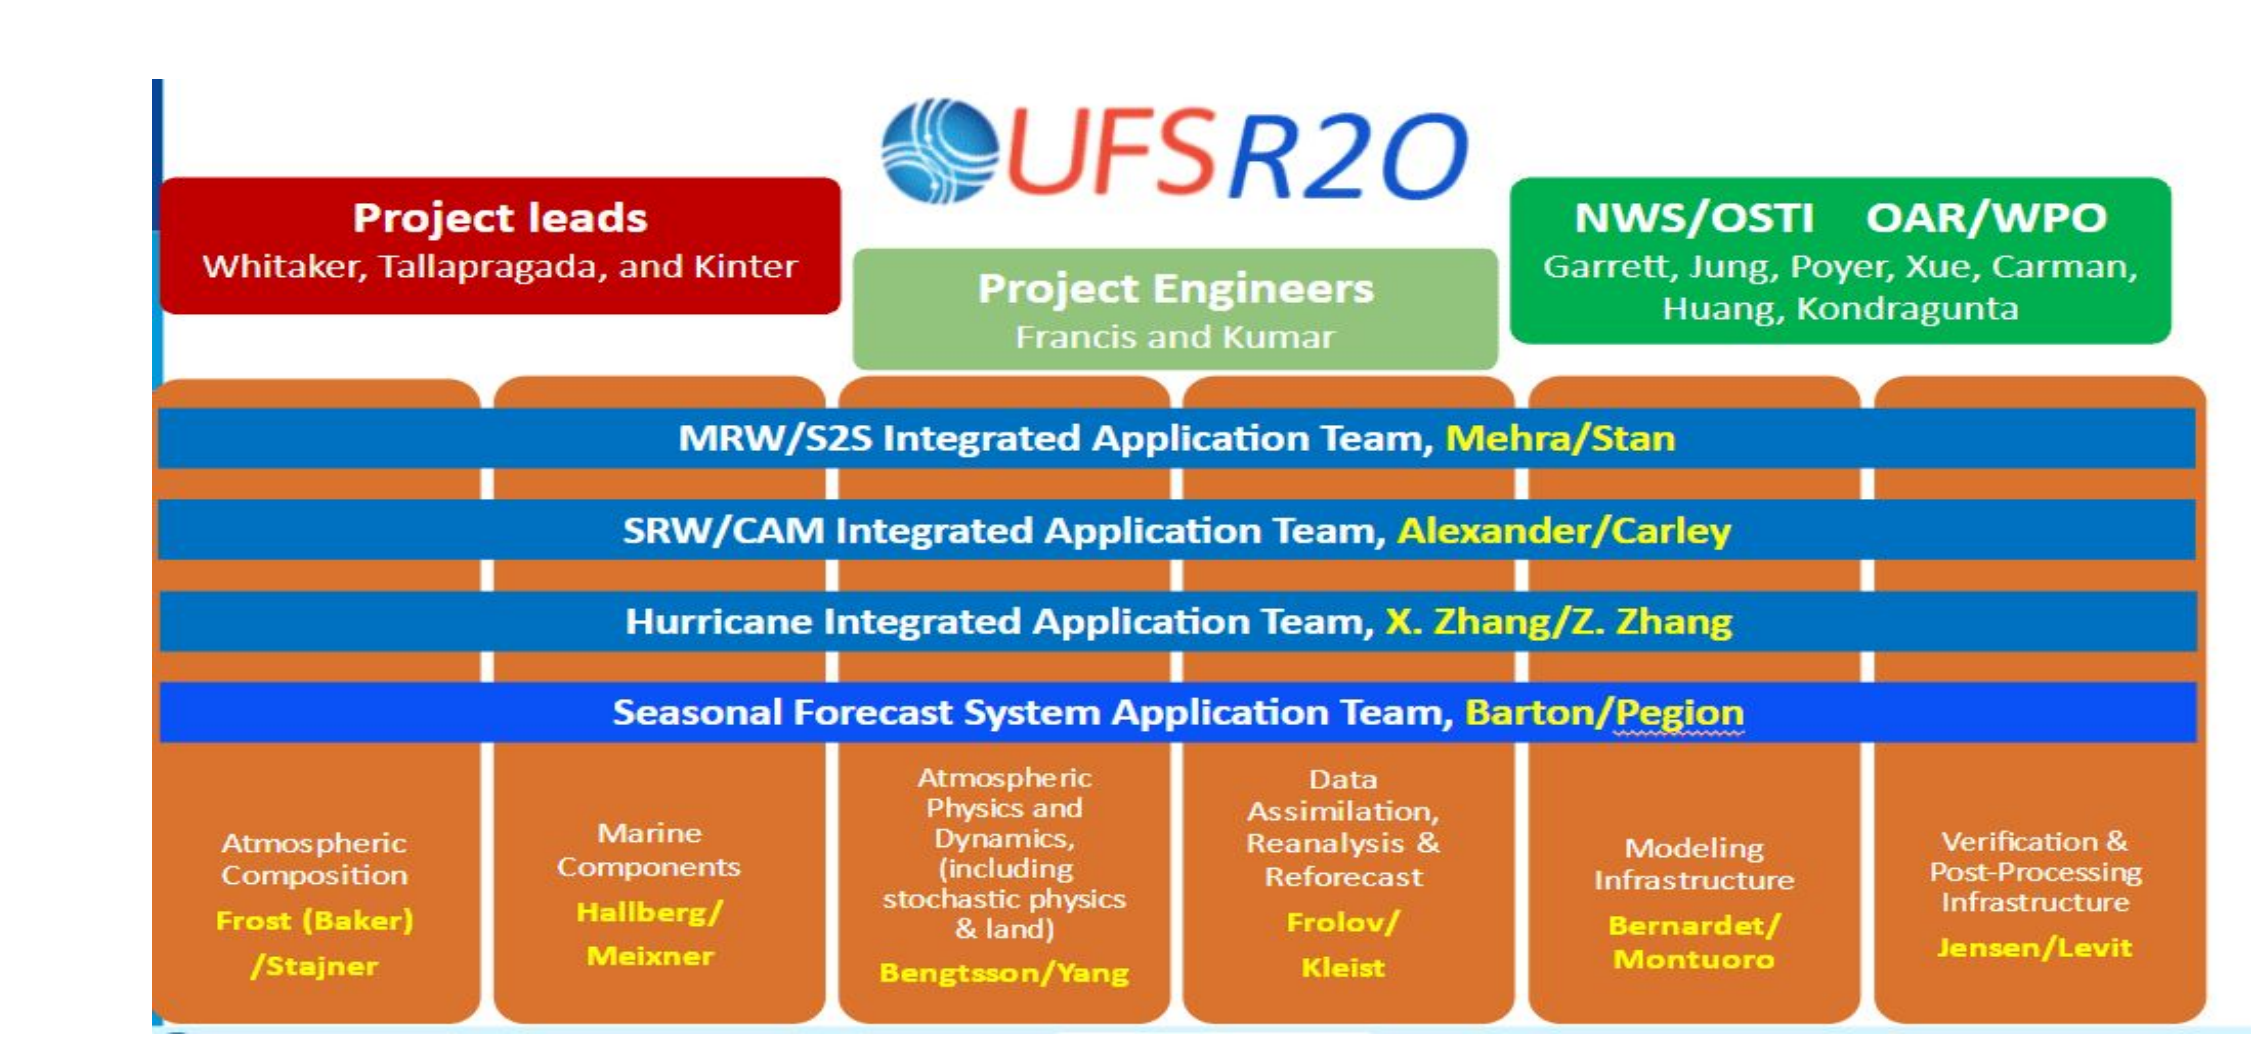 UFS R2O
Project leads
Whitaker, Tallapragada, and Kinter
Project Engineers
Francis and Kumar
NWS/OSTI OAR/WPO
Garrett, Jung, Poyer, Xue, Carman,
Huang, Kondragunta
MRW/S2S Integrated Application Team, Mehra/Stan
SRW/CAM Integrated Application Team, Alexander/Carley
Hurricane Integrated Application Team, X. Zhang/Z. Zhang
Seasonal Forecast System Application Team, Barton/Pegion
Atmospheric
Composition
Frost (Baker)
/Stajner
Marine
Components
Hallberg/
Meixner
Atmospheric
Physics and
Dynamics,
(including
stochastic physics
& land)
Bengtsson/Yang
Data
Assimilation,
Reanalysis &
Reforecast
Frolov/
Kleist
Modeling
Infrastructure
Bernardet/
Montuoro
Verification &
Post-Processing
Infrastructure
Jensen/Levit